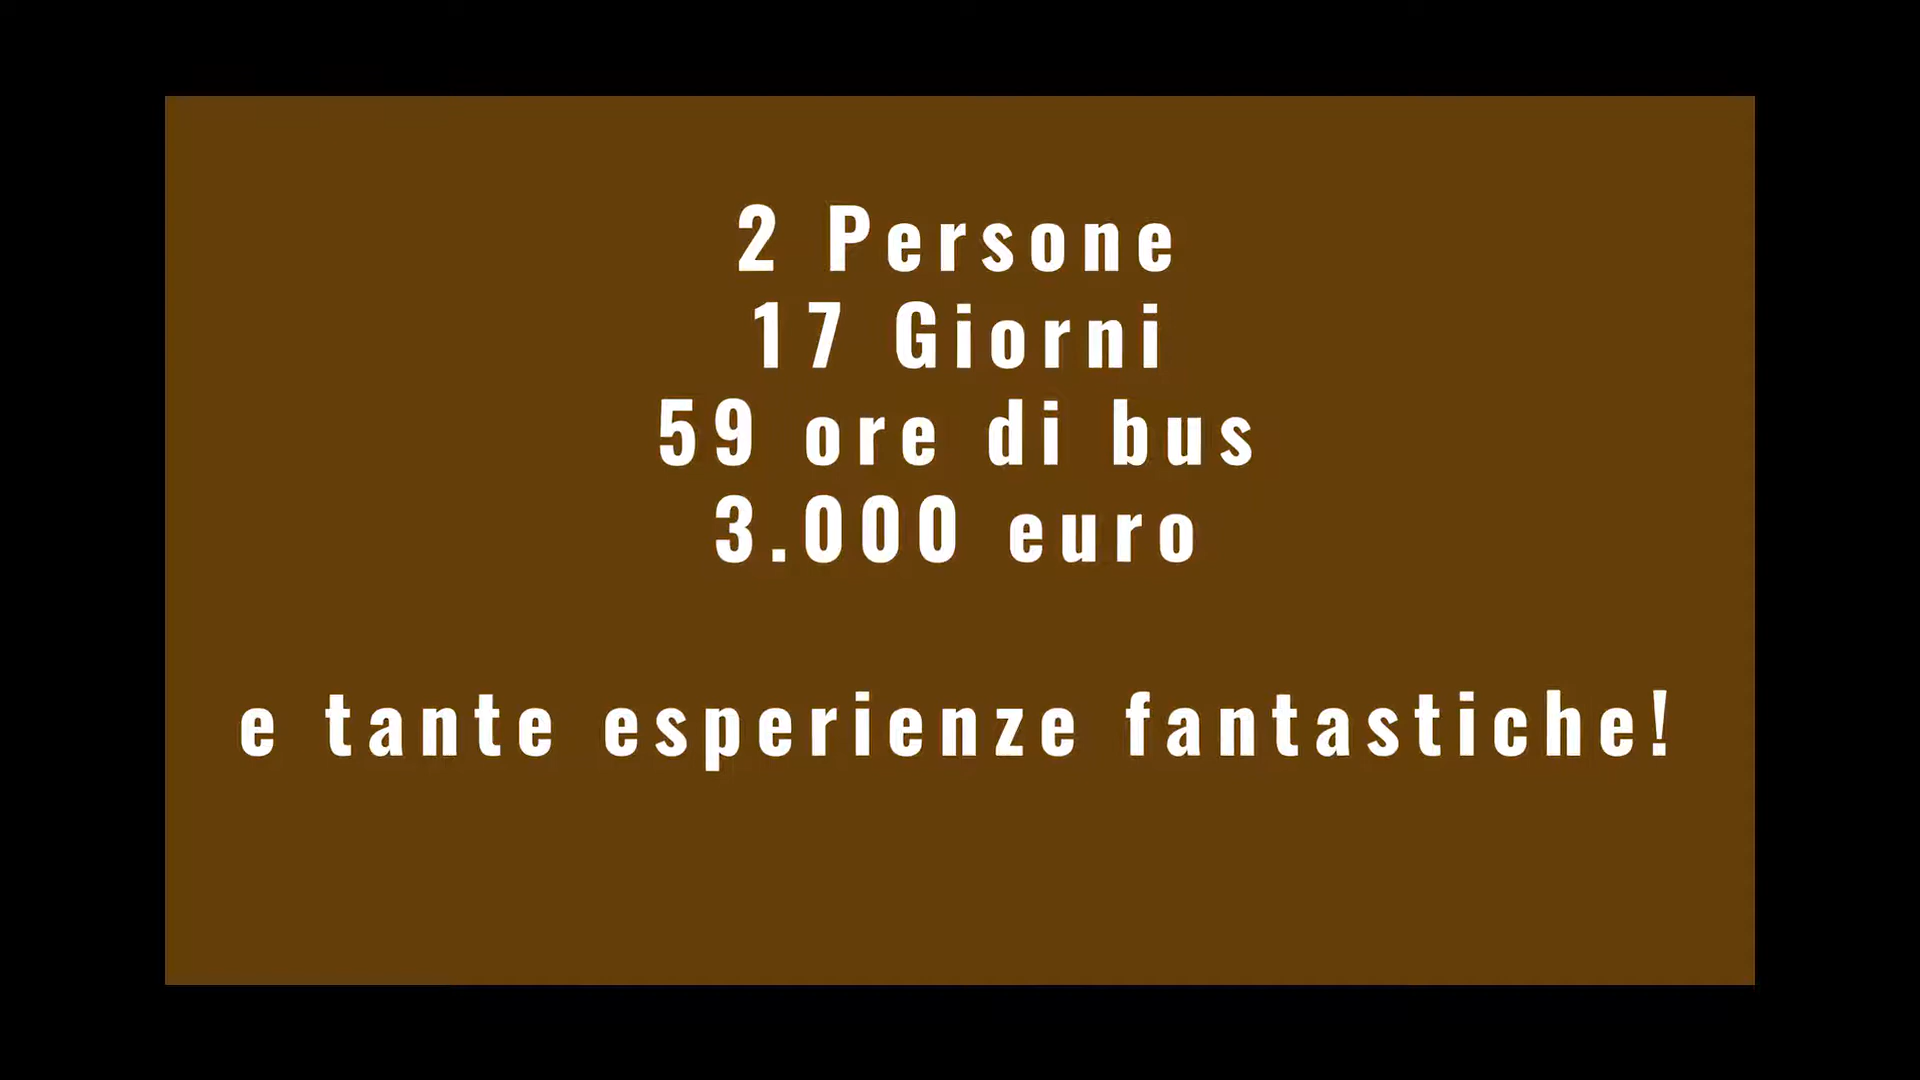 2 Persone
17 Giorni
59 ore di bus
3.000 euro
e tante esperienze fantastiche!